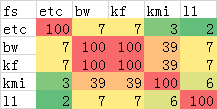 fs etc bw kf kmi l1
etc 100 7 7 3 2
bw 7 100 100 39 7
kf 7 100 100 39 7
kmi 3 39 39 100 6
l1 2 7 7 6 100